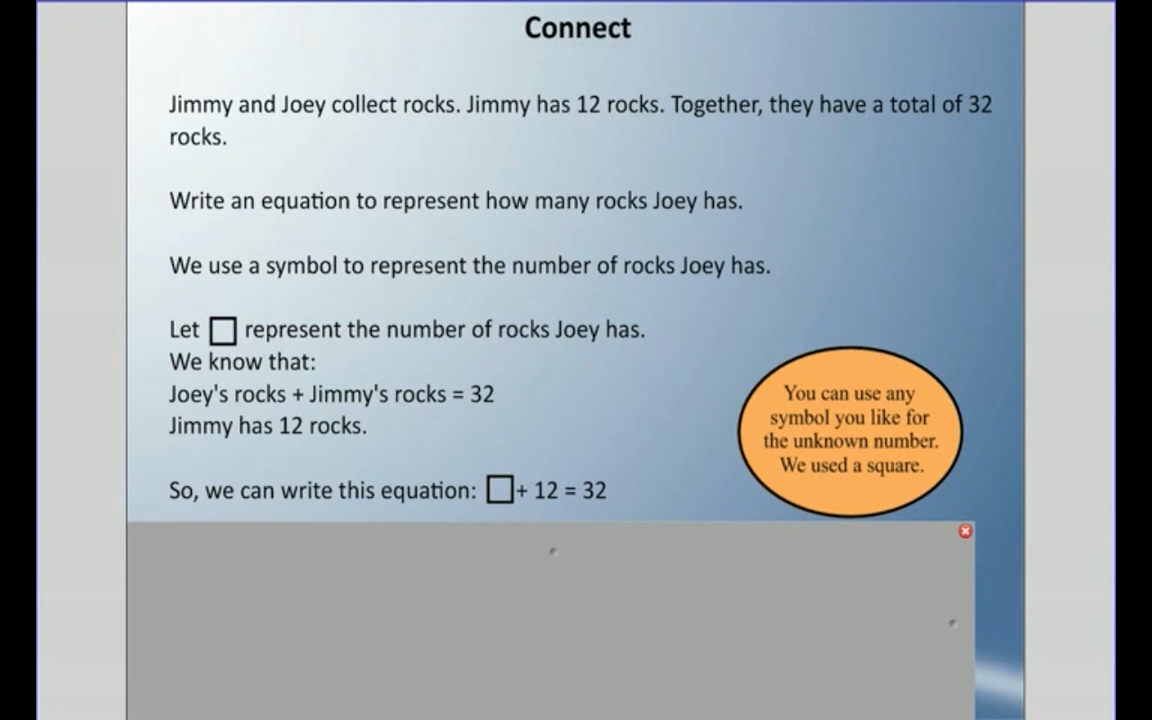 Connect
Jimmy and Joey collect rocks. Jimmy has 12 rocks. Together, they have a total of 32
rocks.
Write an equation to represent how many rocks Joey has.
We use a symbol to represent the number of rocks Joey has.
Let □ represent the number of rocks Joey has.
We know that:
Joey's rocks + Jimmy's rocks = 32
Jimmy has 12 rocks.
So, we can write this equation: □ + 12 = 32
You can use any
symbol you like for
the unknown number.
We used a square.